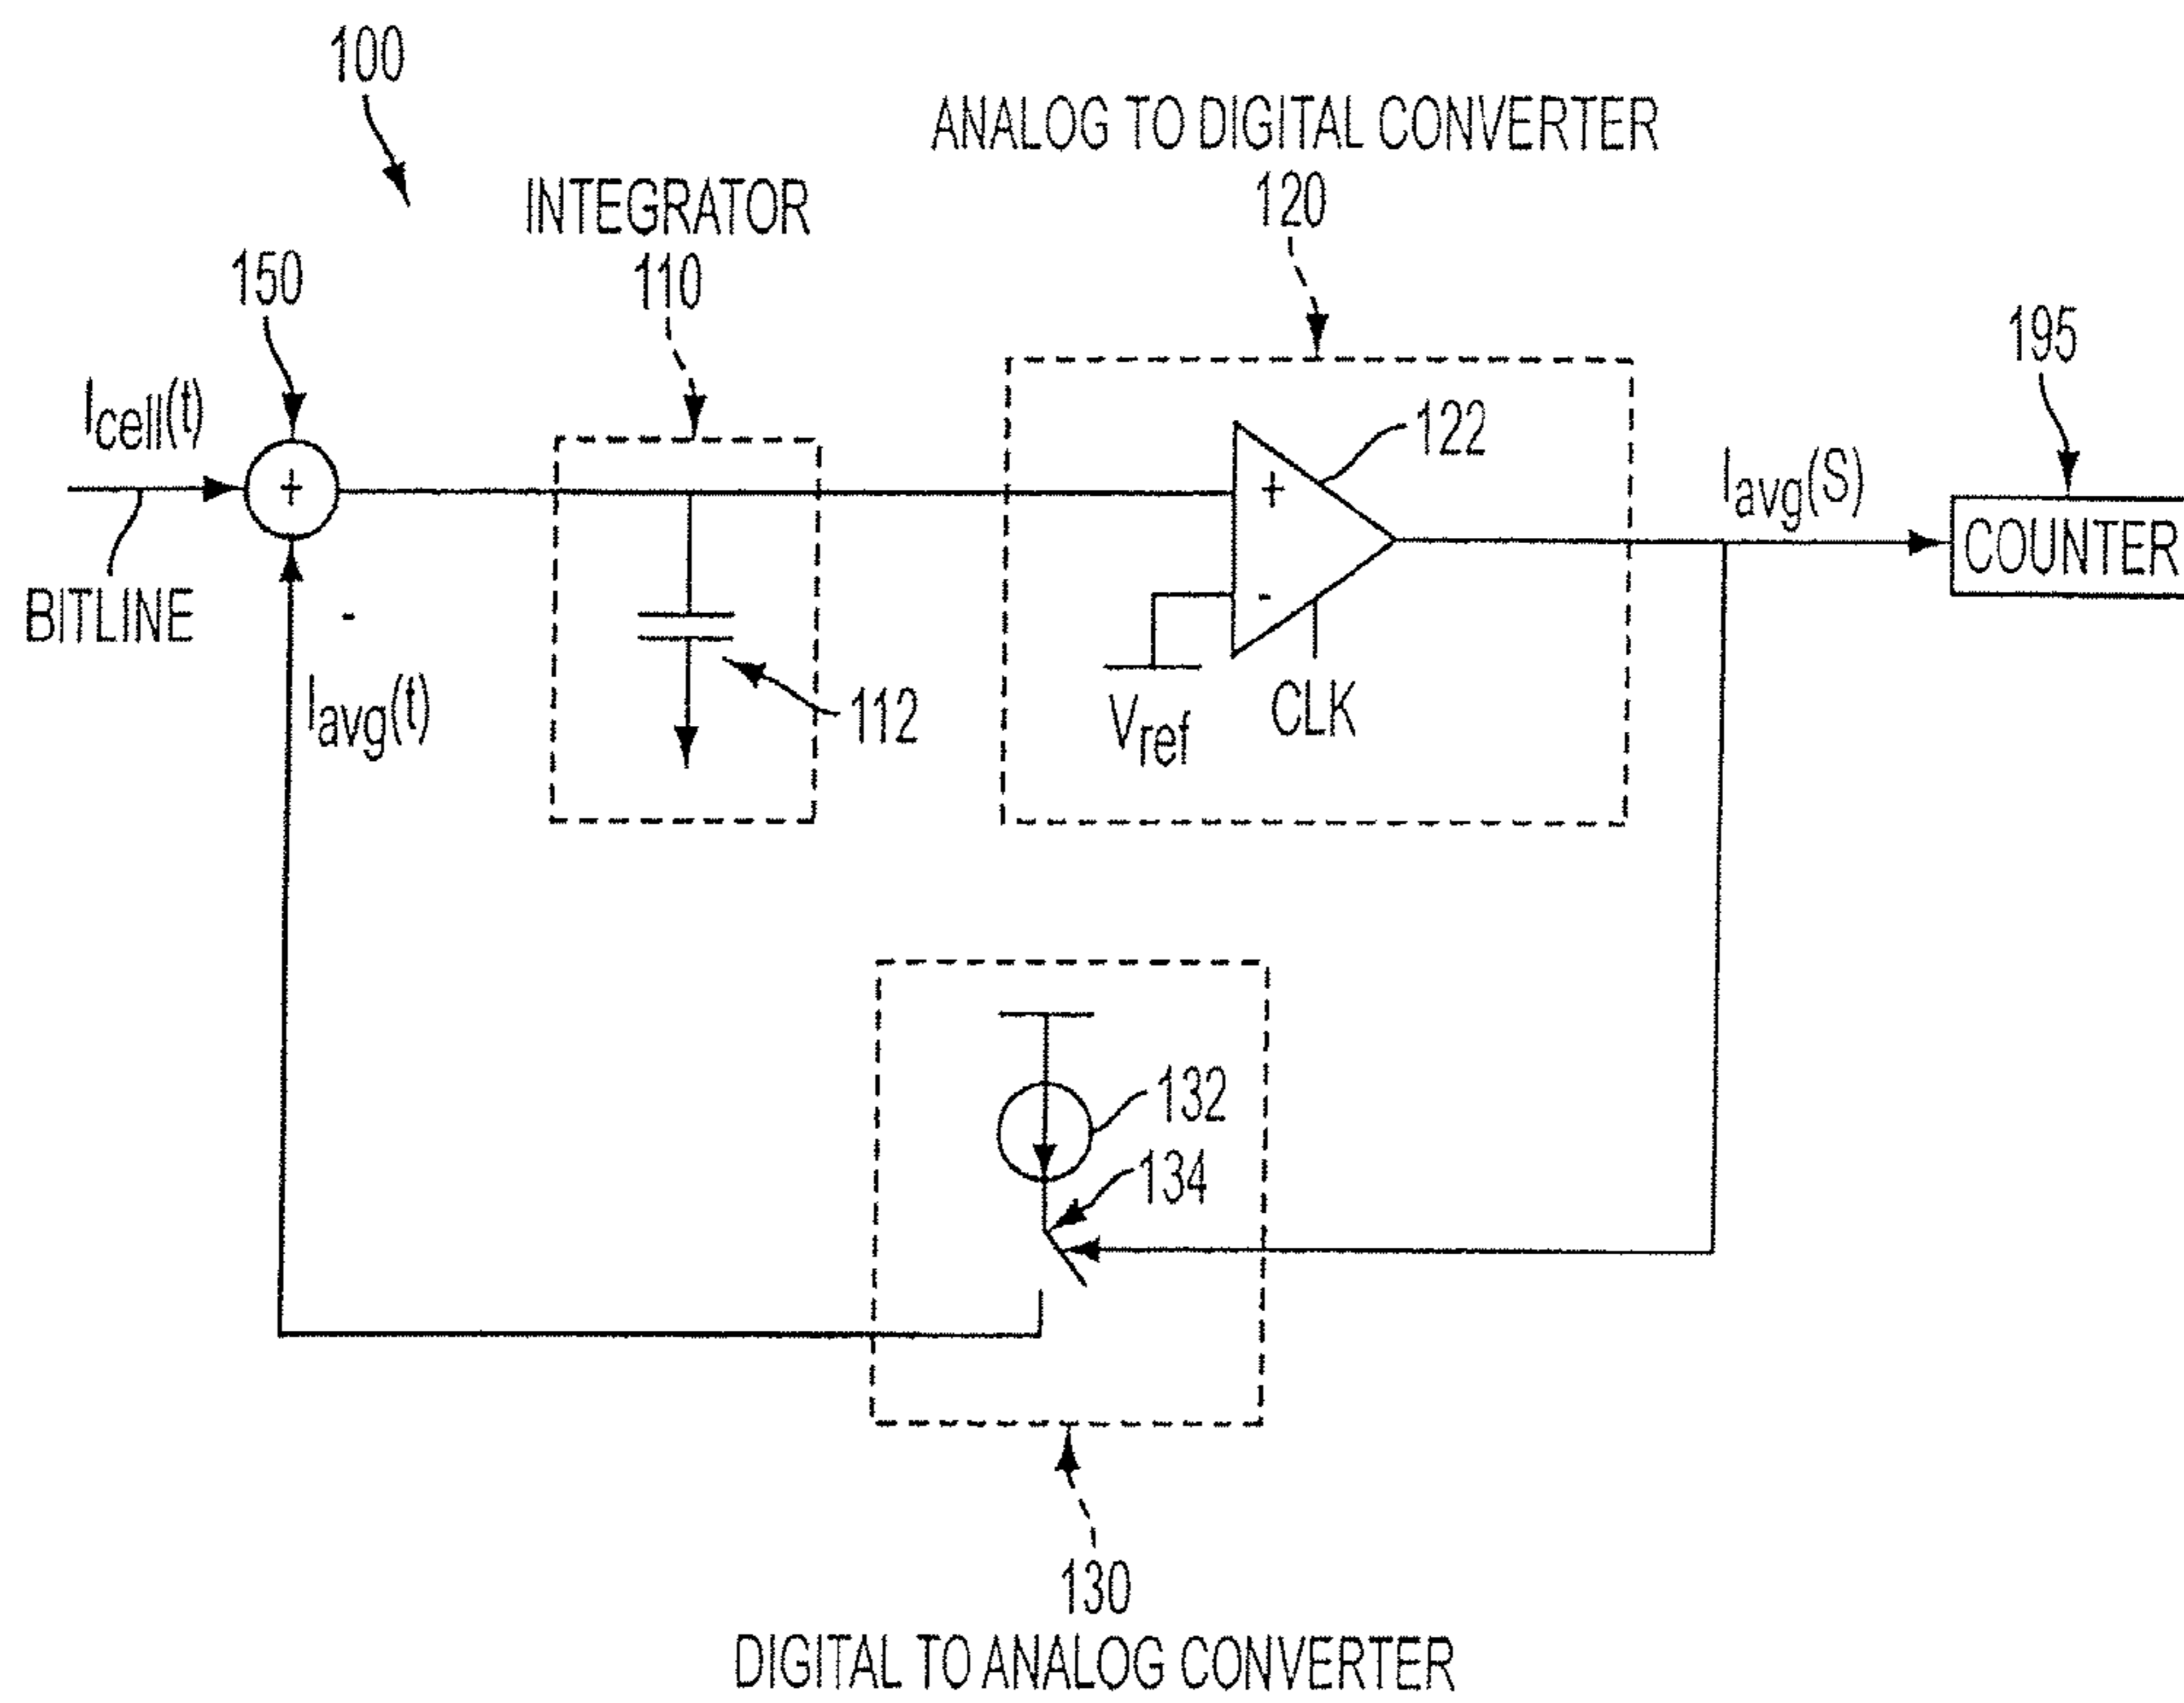 100
ANALOG TO DIGITAL CONVERTER
120
INTEGRATOR
110
150
195
Icell(t)
122
Iavg(S)
+
+
COUNTER
BITLINE
-
-
Iavg(t)
112
Vref
CLK
132
134
130
DIGITAL TO ANALOG CONVERTER